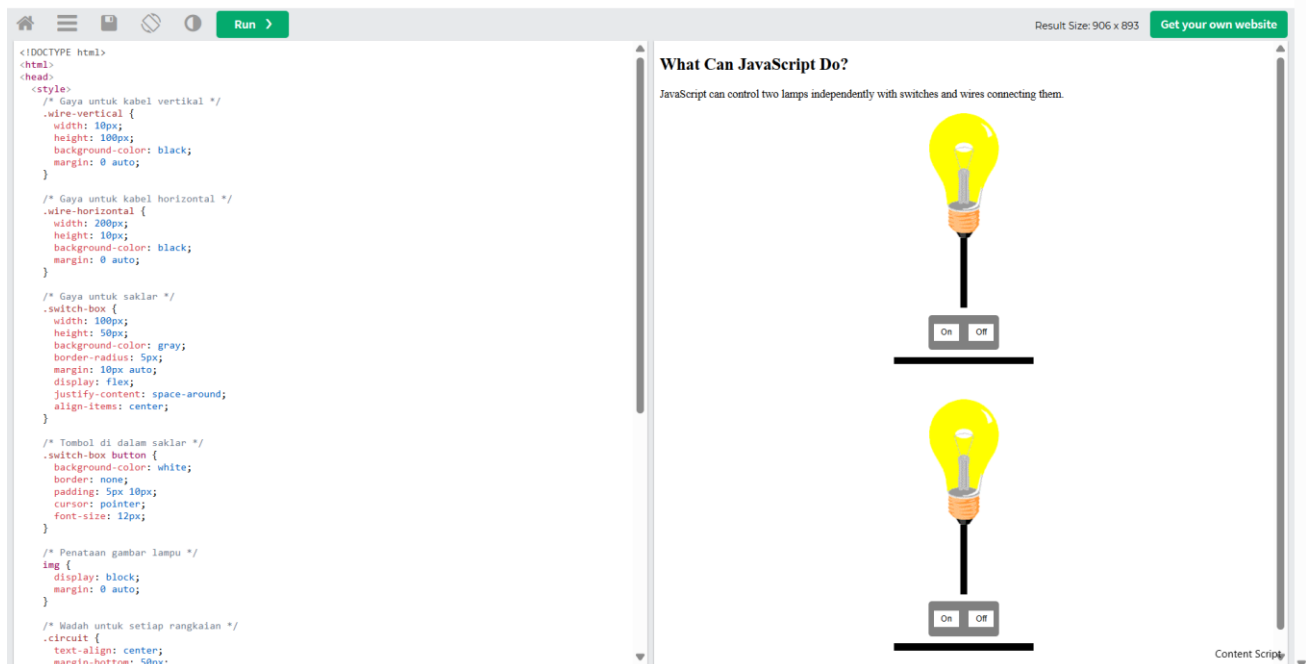 Run ❯
Result Size: 906 x 893
Get your own website
<!DOCTYPE html>
<html>
<head>
  <style>
    /* Gaya untuk kabel vertikal */
    .wire-vertical {
      width: 10px;
      height: 100px;
      background-color: black;
      margin: 0 auto;
    }

    /* Gaya untuk kabel horizontal */
    .wire-horizontal {
      width: 200px;
      height: 10px;
      background-color: black;
      margin: 0 auto;
    }

    /* Gaya untuk saklar */
    .switch-box {
      width: 100px;
      height: 50px;
      background-color: gray;
      border-radius: 5px;
      margin: 10px auto;
      display: flex;
      justify-content: space-around;
      align-items: center;
    }

    /* Tombol di dalam saklar */
    .switch-box button {
      background-color: white;
      border: none;
      padding: 5px 10px;
      cursor: pointer;
      font-size: 12px;
    }

    /* Penataan gambar lampu */
    img {
      display: block;
      margin: 0 auto;
    }

    /* Wadah untuk setiap rangkaian */
    .circuit {
      text-align: center;
      margin-bottom: 50px;
What Can JavaScript Do?
JavaScript can control two lamps independently with switches and wires connecting them.
On Off
On Off
Content Script